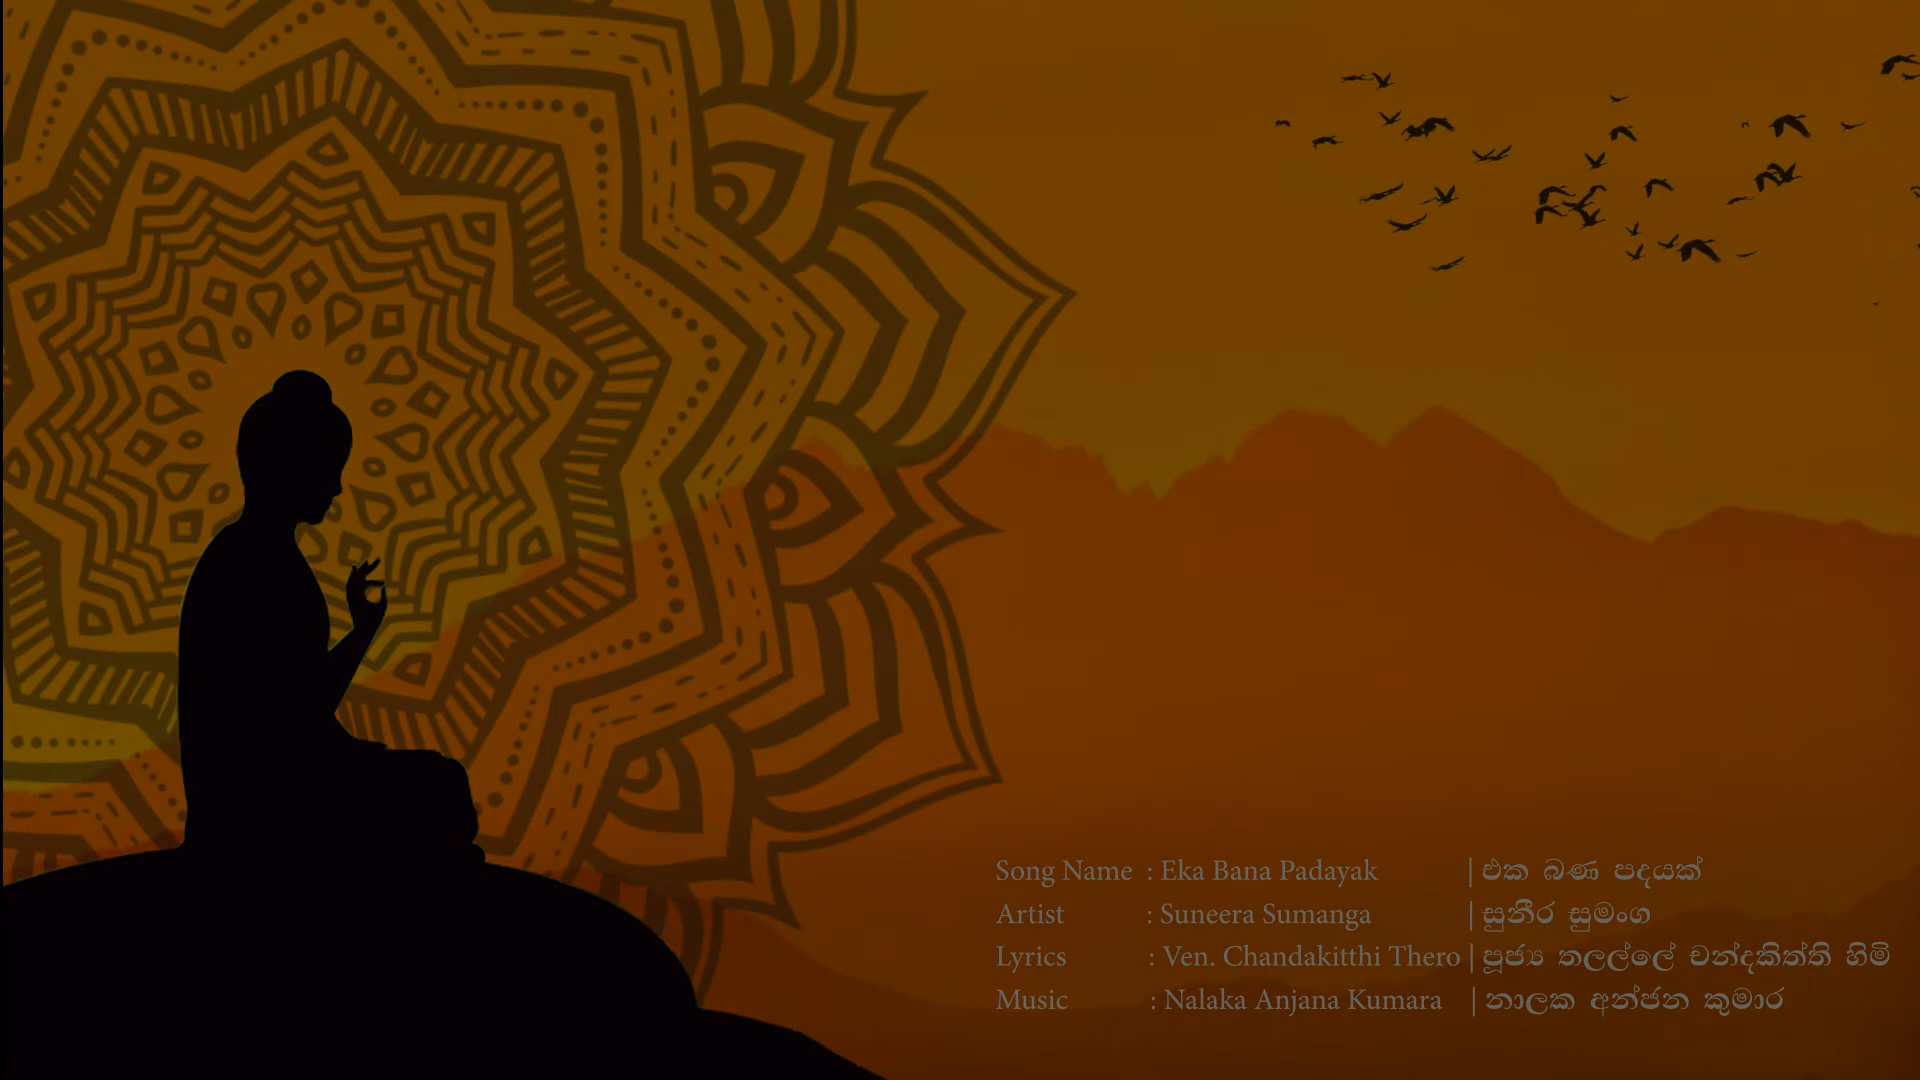 Song Name : Eka Bana Padayak | එක බණ පදයක්
Artist : Suneera Sumanga | සුනීර සුමංග
Lyrics : Ven. Chandakitthi Thero | පූජ්‍ය තලල්ලේ චන්දකිත්ති හිමි
Music : Nalaka Anjana Kumara | නාලක අන්ජන කුමාර